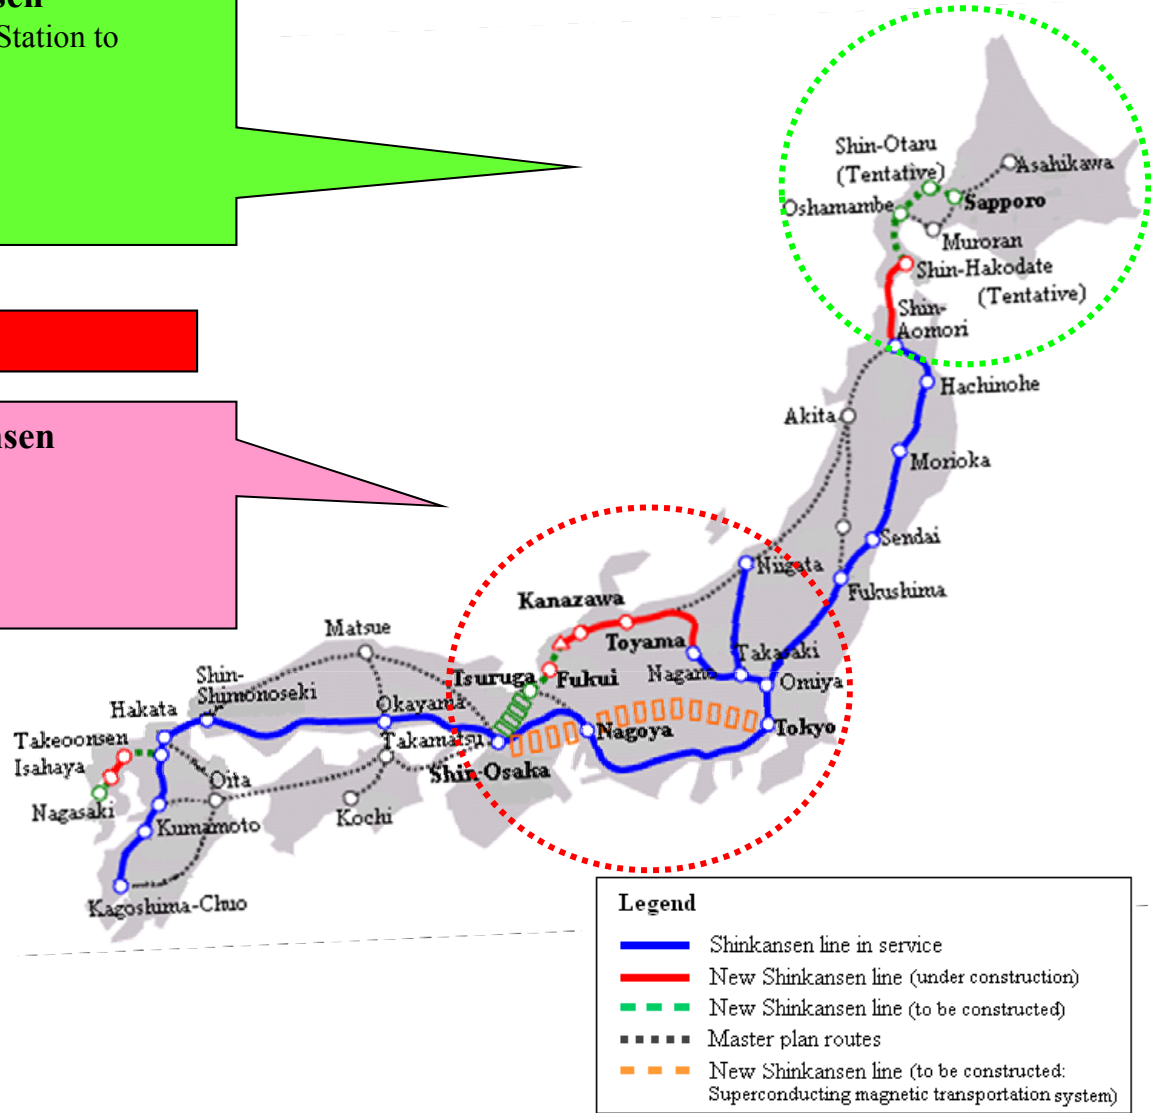 sen
Station to
nsen
Shin-Otaru
(Tentative)
Asahikawa
Oshamambe
Sapporo
Muroran
Shin-Hakodate
(Tentative)
Shin-
Aomori
Hachinohe
Akita
Morioka
Sendai
Niigata
Fukushima
Kanazawa
Toyama
Matsue
Takasaki
Nagano
Tsuruga
Fukui
Omiya
Shin-
Shimonoseki
Hakata
Okayama
Nagoya
Tokyo
Takeoonsen
Takamatsu
Isahaya
Shin-Osaka
Oita
Nagasaki
Kumamoto
Kochi
Kagoshima-Chuo
Legend
Shinkansen line in service
New Shinkansen line (under construction)
New Shinkansen line (to be constructed)
Master plan routes
New Shinkansen line (to be constructed:
Superconducting magnetic transportation system)